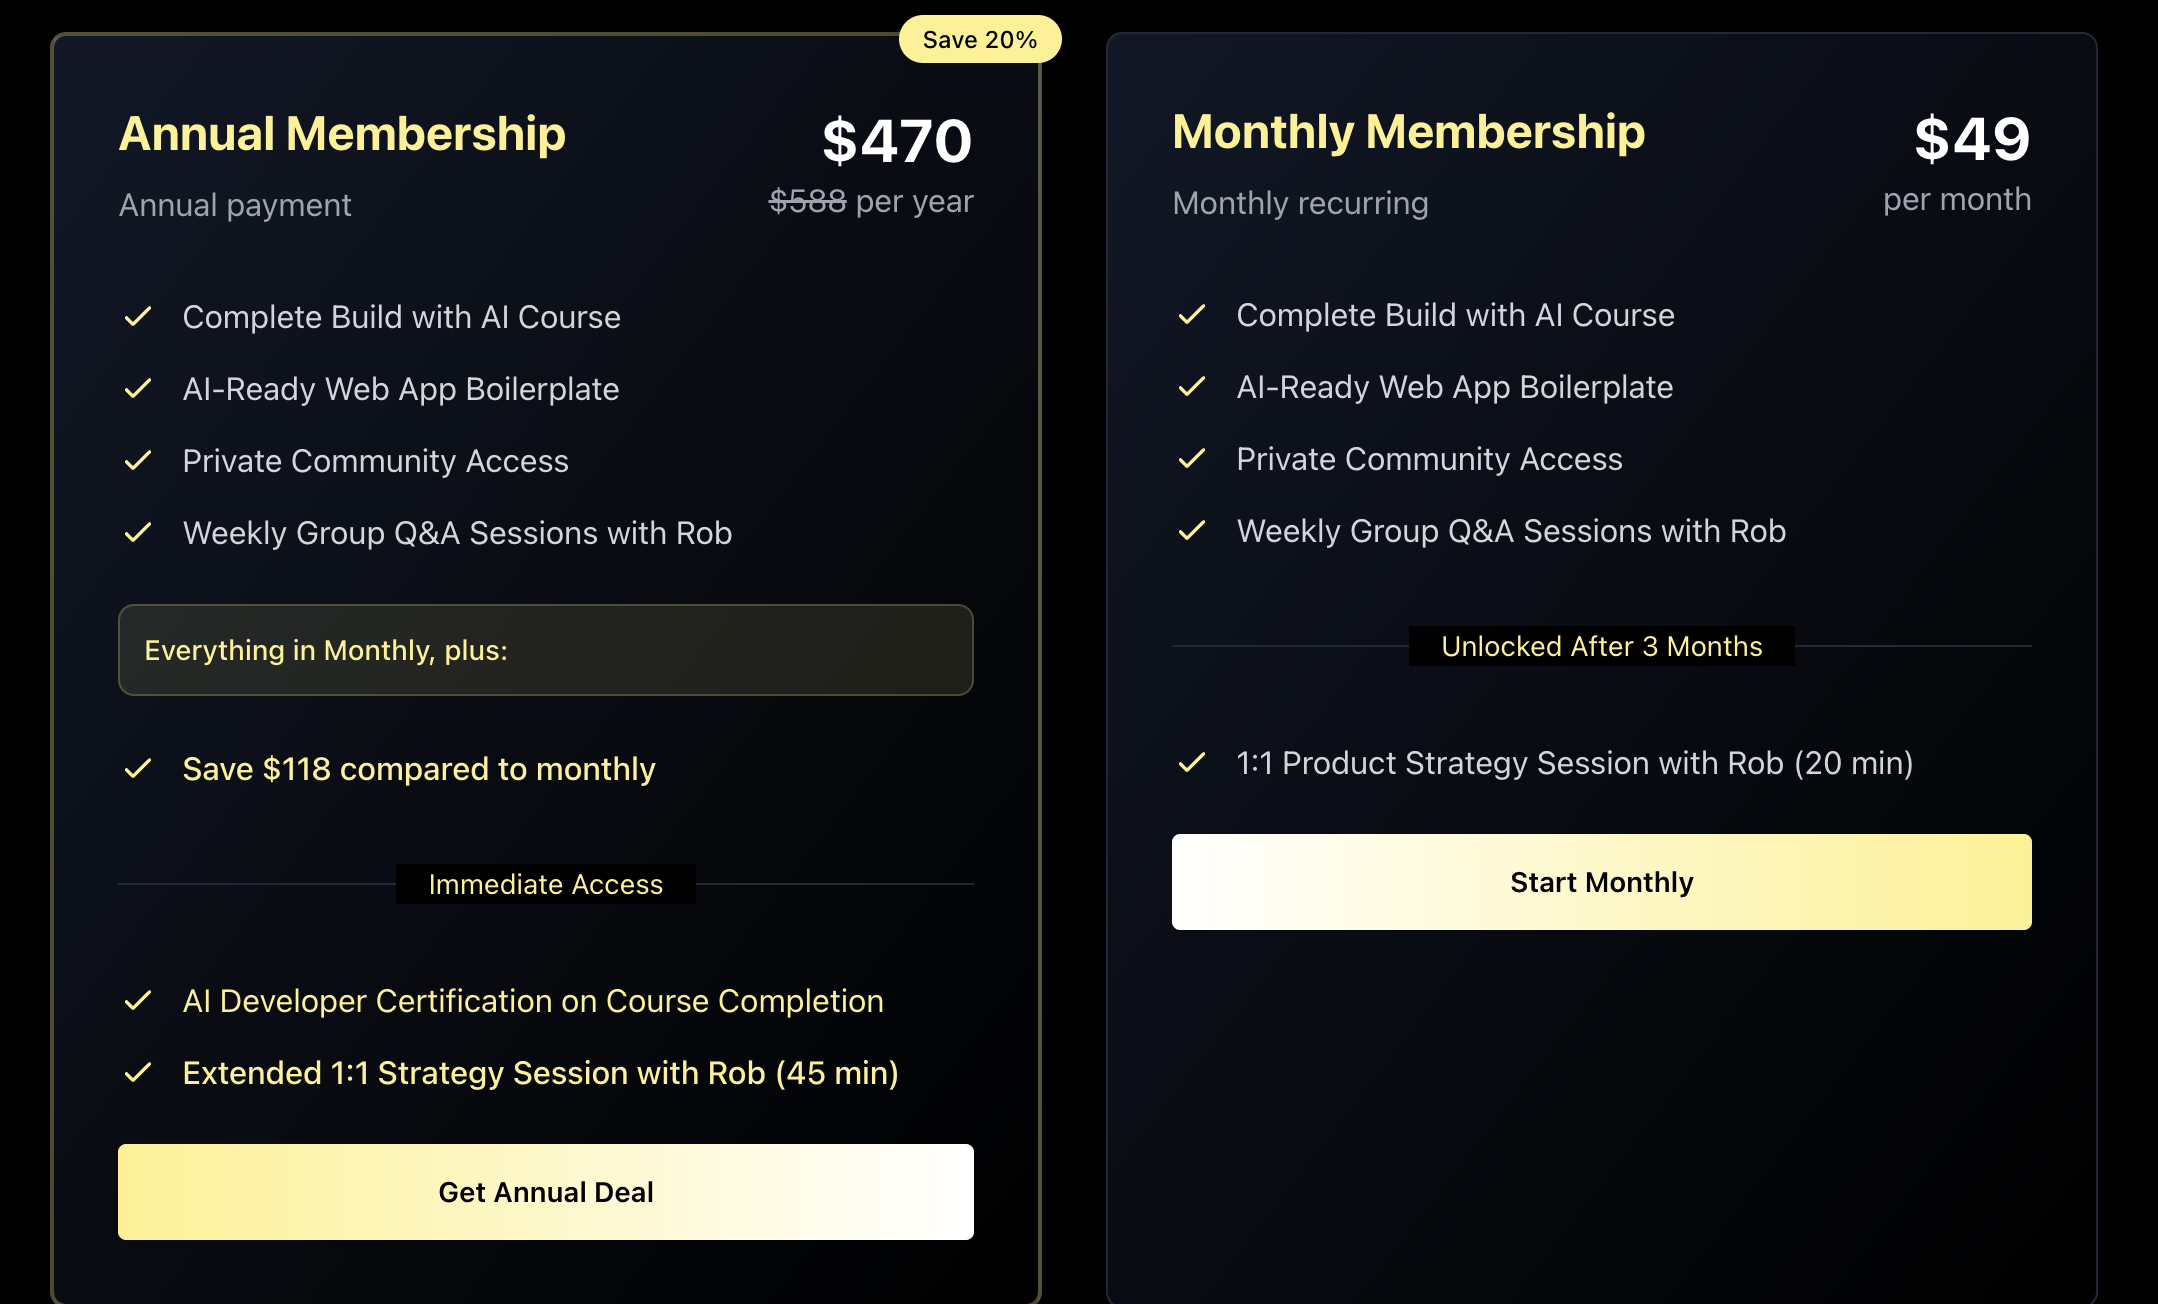 Save 20%
Annual Membership
$470
Annual payment
$588 per year
Complete Build with AI Course
AI-Ready Web App Boilerplate
Private Community Access
Weekly Group Q&A Sessions with Rob
Everything in Monthly, plus:
Save $118 compared to monthly
Immediate Access
AI Developer Certification on Course Completion
Extended 1:1 Strategy Session with Rob (45 min)
Get Annual Deal
Monthly Membership
$49
Monthly recurring
per month
Complete Build with AI Course
AI-Ready Web App Boilerplate
Private Community Access
Weekly Group Q&A Sessions with Rob
Unlocked After 3 Months
1:1 Product Strategy Session with Rob (20 min)
Start Monthly